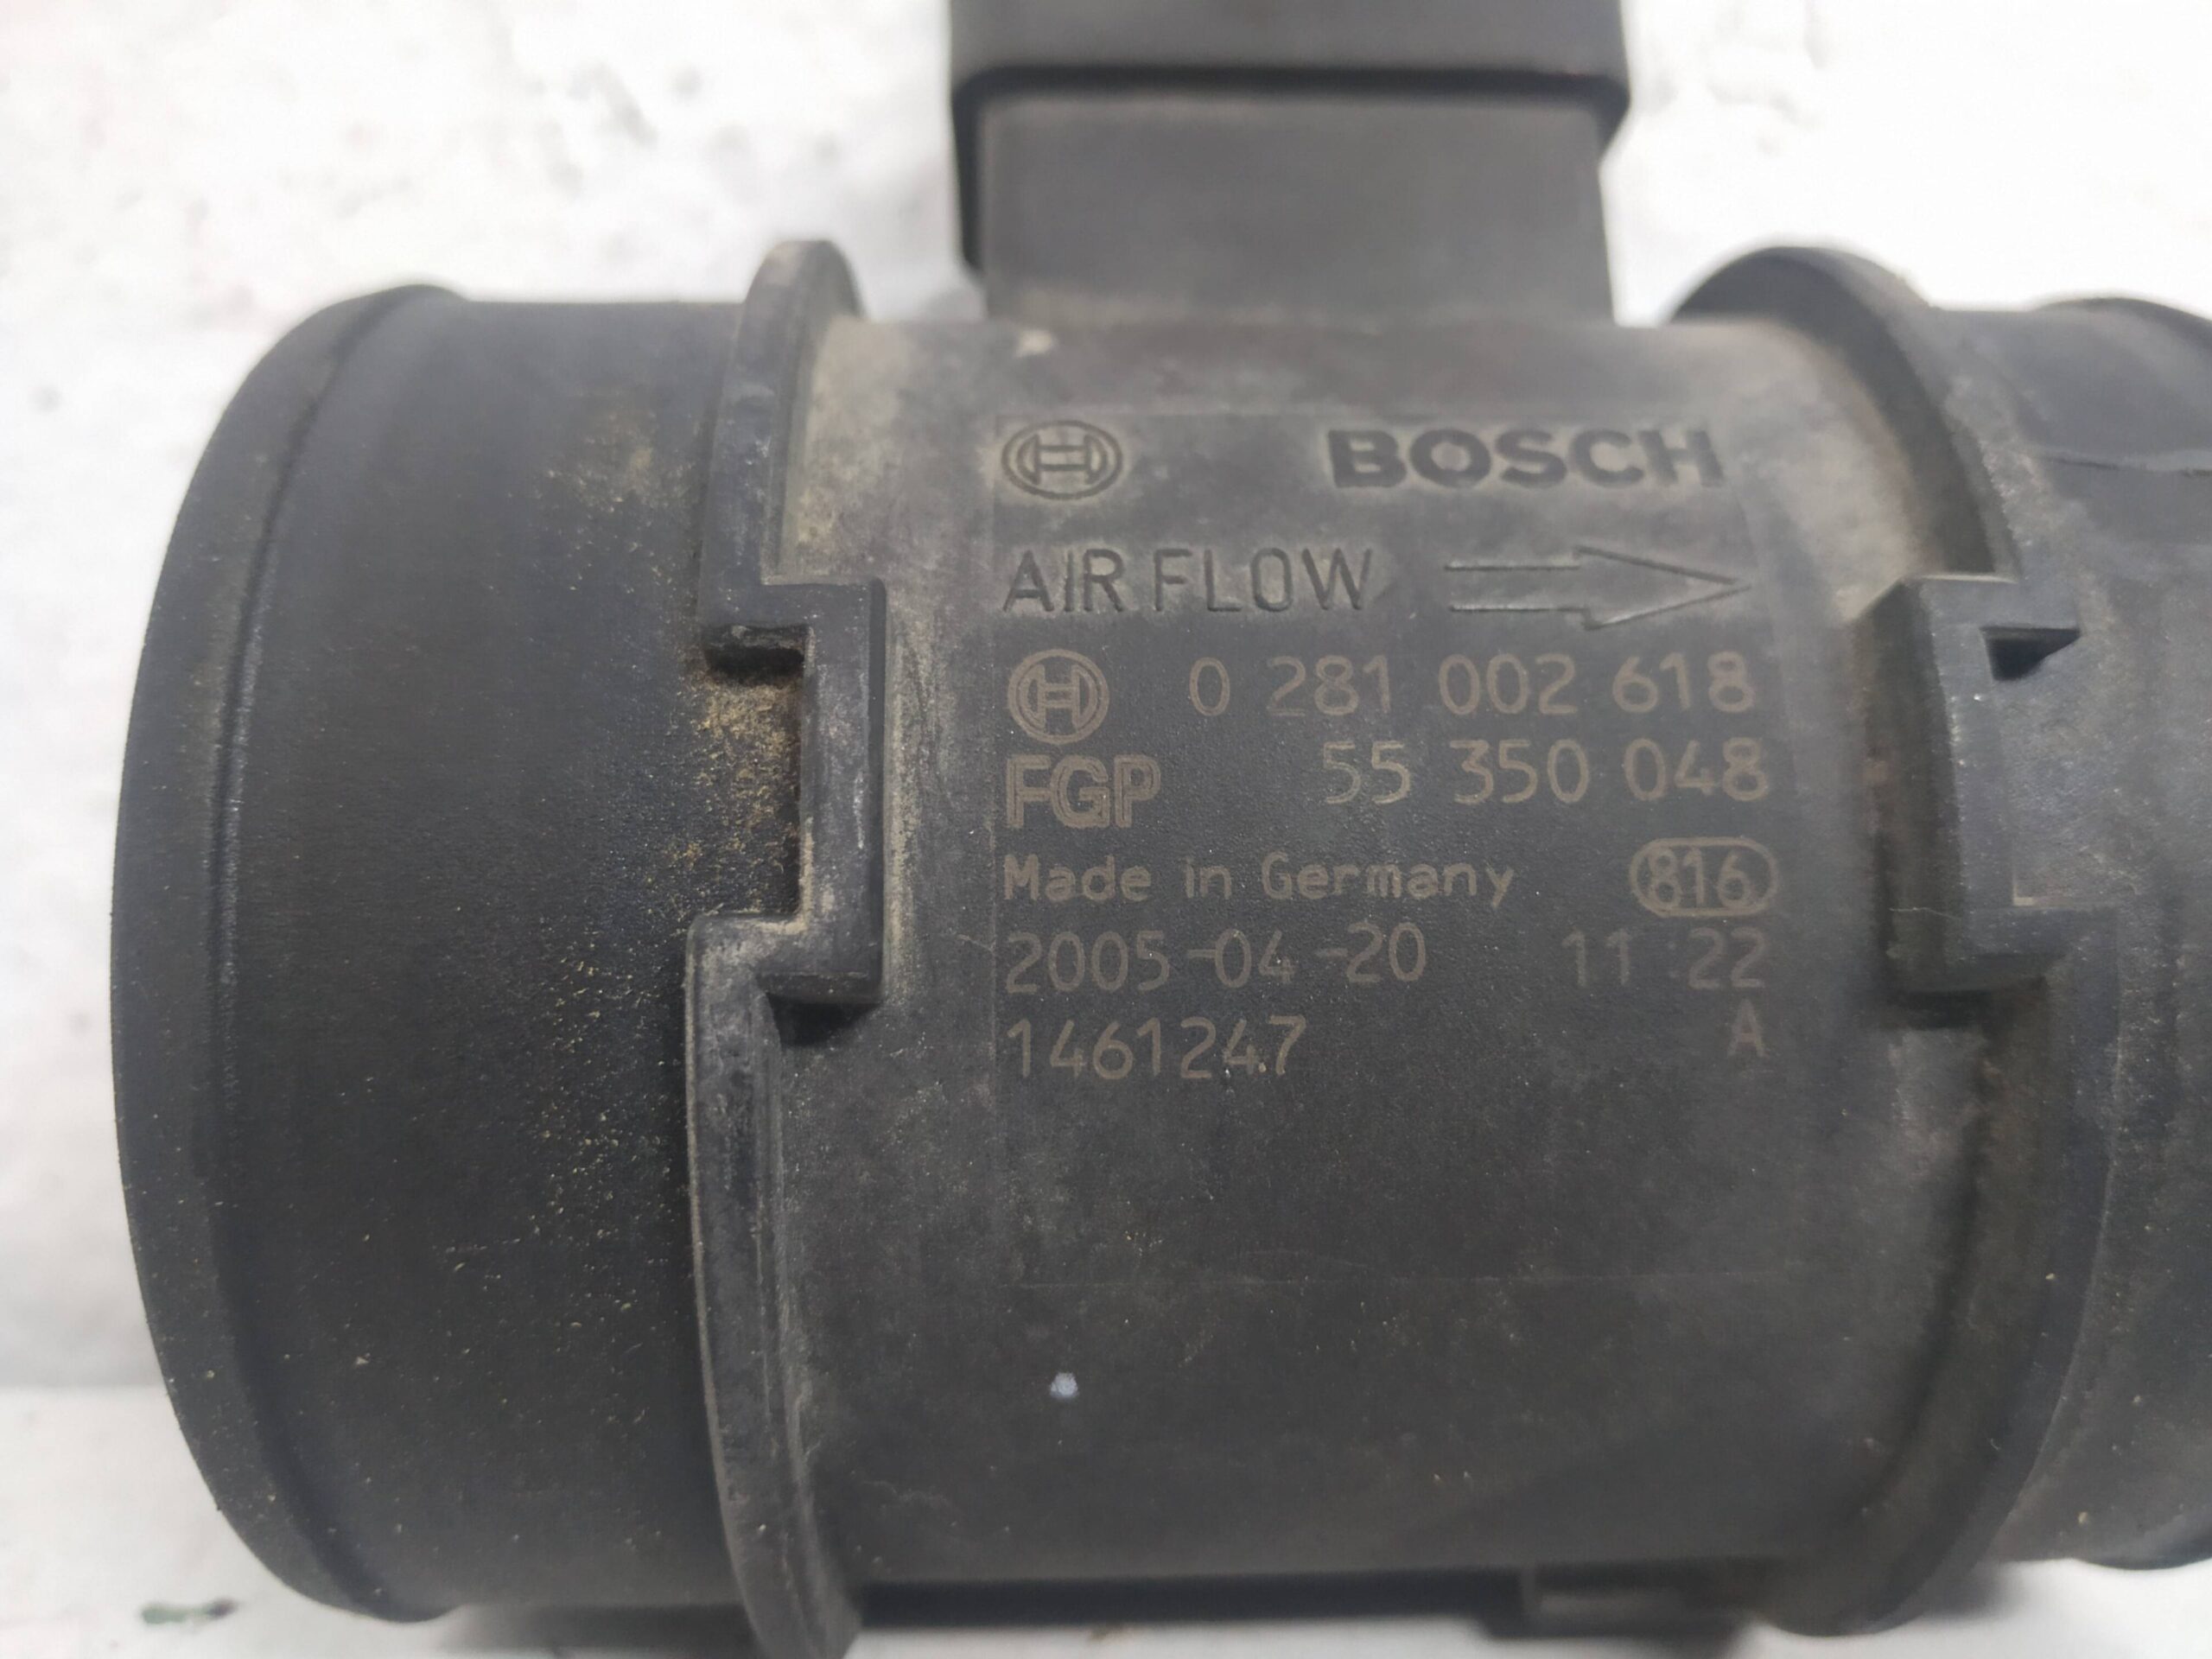 BOSCH
AIR FLOW
0 281 002 618
FGP 55 350 048
Made in Germany 816
2005-04-20 11:22
1461247 A